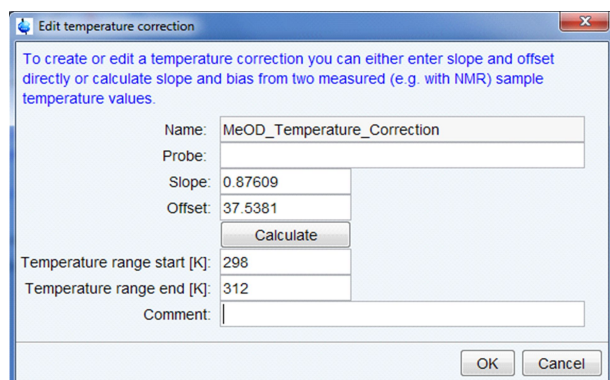 Edit temperature correction
To create or edit a temperature correction you can either enter slope and offset
directly or calculate slope and bias from two measured (e.g. with NMR) sample
temperature values.
Name: MeOD_Temperature_Correction
Probe:
Slope: 0.87609
Offset: 37.5381
Calculate
Temperature range start [K]: 298
Temperature range end [K]: 312
Comment:
OK Cancel